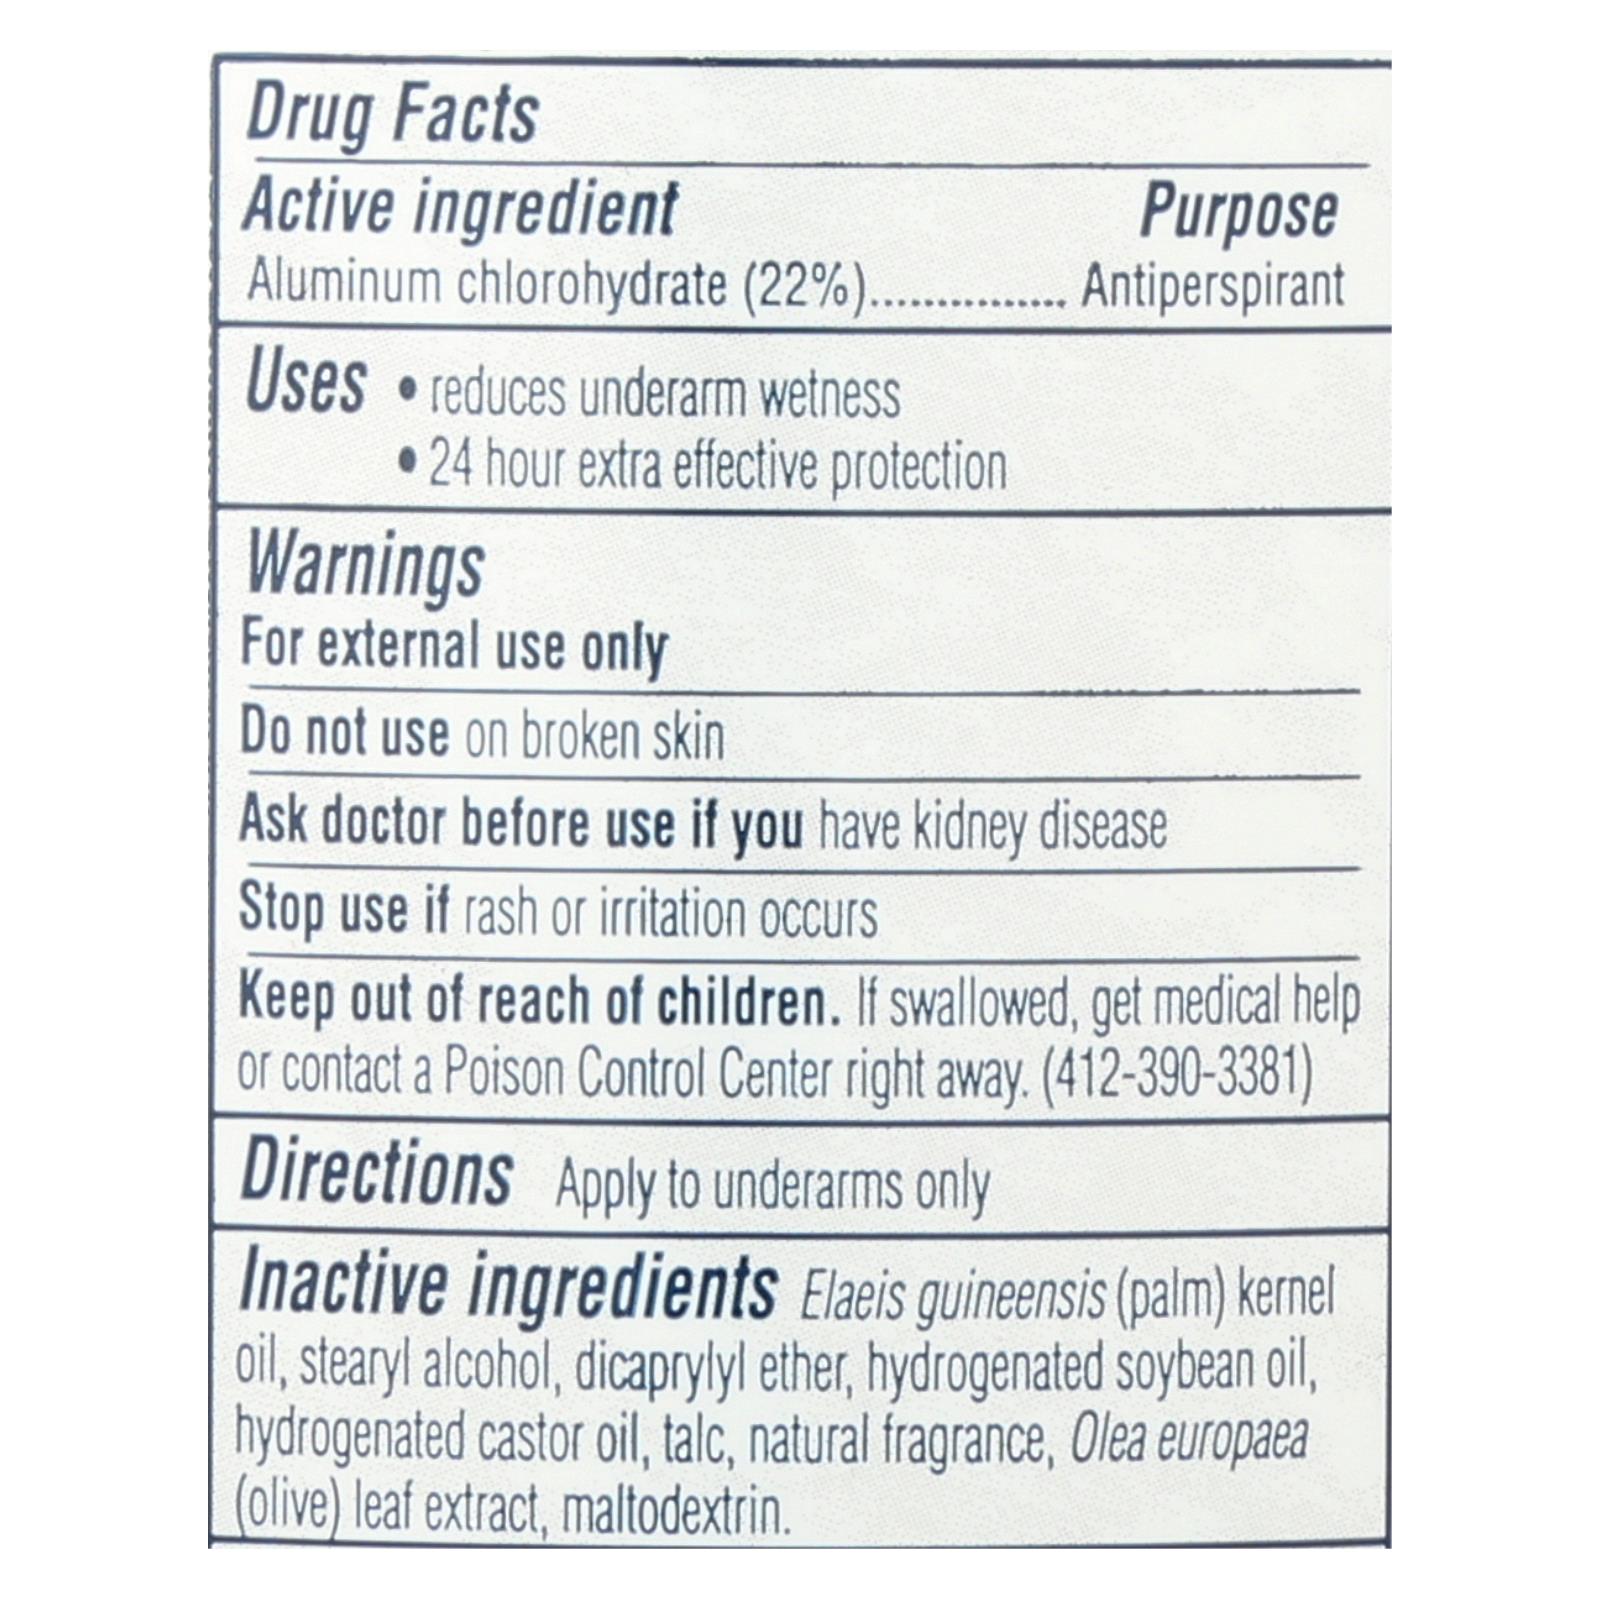 Drug Facts
Active ingredient Purpose
Aluminum chlorohydrate (22%)............... Antiperspirant
Uses • reduces underarm wetness
• 24 hour extra effective protection
Warnings
For external use only
Do not use on broken skin
Ask doctor before use if you have kidney disease
Stop use if rash or irritation occurs
Keep out of reach of children. If swallowed, get medical help
or contact a Poison Control Center right away. (412-390-3381)
Directions Apply to underarms only
Inactive ingredients Elaeis guineensis (palm) kernel
oil, stearyl alcohol, dicaprylyl ether, hydrogenated soybean oil,
hydrogenated castor oil, talc, natural fragrance, Olea europaea
(olive) leaf extract, maltodextrin.